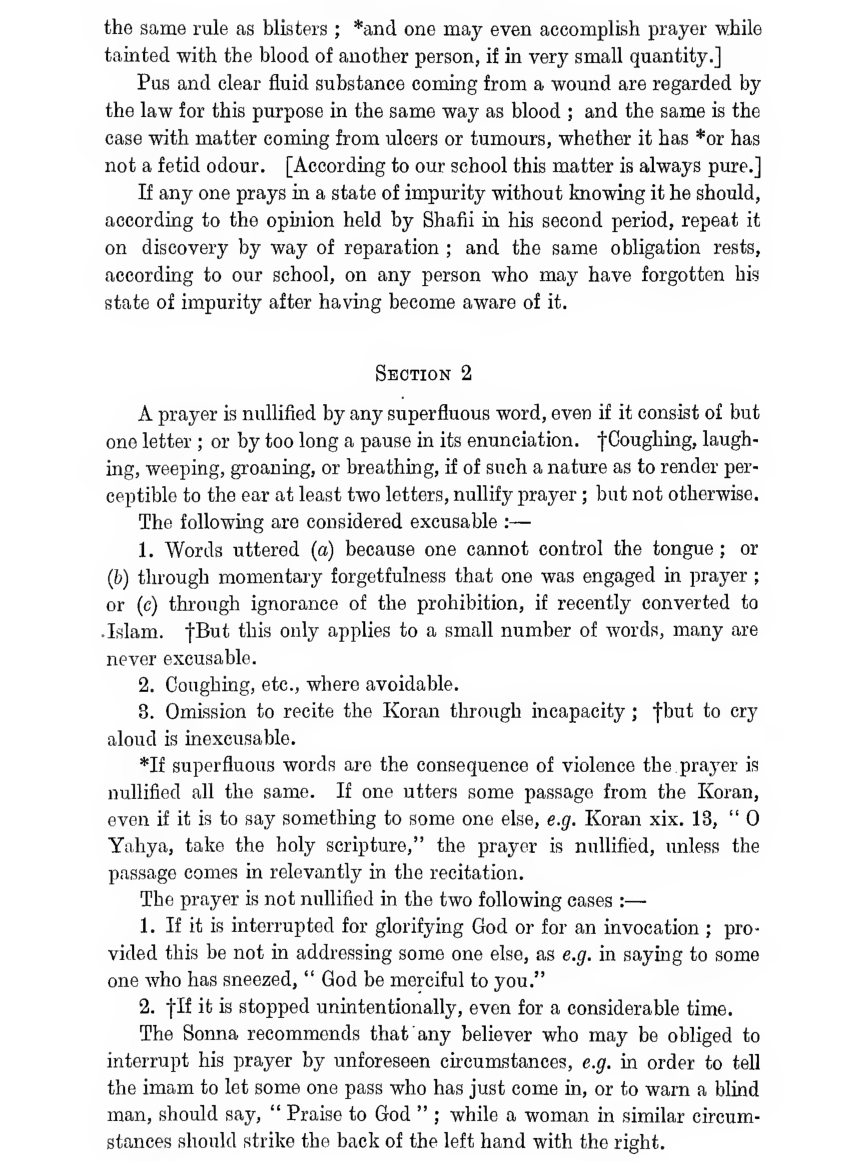 the same rule as blisters ; *and one may even accomplish prayer while
tainted with the blood of another person, if in very small quantity.]
Pus and clear fluid substance coming from a wound are regarded by
the law for this purpose in the same way as blood ; and the same is the
case with matter coming from ulcers or tumours, whether it has *or has
not a fetid odour. [According to our school this matter is always pure.]
If any one prays in a state of impurity without knowing it he should,
according to the opinion held by Shafii in his second period, repeat it
on discovery by way of reparation ; and the same obligation rests,
according to our school, on any person who may have forgotten his
state of impurity after having become aware of it.
SECTION 2
A prayer is nullified by any superfluous word, even if it consist of but
one letter ; or by too long a pause in its enunciation. †Coughing, laugh-
ing, weeping, groaning, or breathing, if of such a nature as to render per-
ceptible to the ear at least two letters, nullify prayer ; but not otherwise.
The following are considered excusable :—
1. Words uttered (a) because one cannot control the tongue ; or
(b) through momentary forgetfulness that one was engaged in prayer ;
or (c) through ignorance of the prohibition, if recently converted to
Islam. †But this only applies to a small number of words, many are
never excusable.
2. Coughing, etc., where avoidable.
3. Omission to recite the Koran through incapacity ; †but to cry
aloud is inexcusable.
*If superfluous words are the consequence of violence the prayer is
nullified all the same. If one utters some passage from the Koran,
even if it is to say something to some one else, e.g. Koran xix. 13, “ O
Yahya, take the holy scripture,” the prayer is nullified, unless the
passage comes in relevantly in the recitation.
The prayer is not nullified in the two following cases :—
1. If it is interrupted for glorifying God or for an invocation ; pro-
vided this be not in addressing some one else, as e.g. in saying to some
one who has sneezed, “ God be merciful to you.”
2. †If it is stopped unintentionally, even for a considerable time.
The Sonna recommends that any believer who may be obliged to
interrupt his prayer by unforeseen circumstances, e.g. in order to tell
the imam to let some one pass who has just come in, or to warn a blind
man, should say, “ Praise to God ” ; while a woman in similar circum-
stances should strike the back of the left hand with the right.